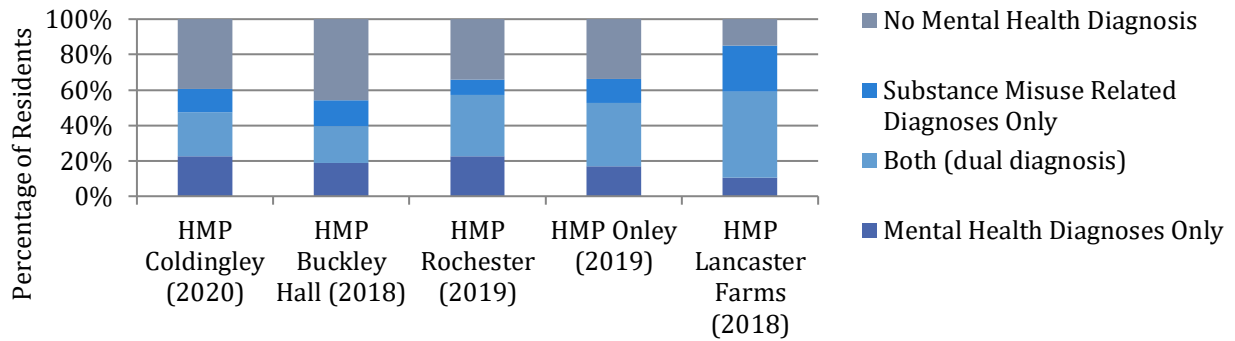 Percentage of Residents
100%
80%
60%
40%
20%
0%
HMP
Coldingley
(2020)
HMP
Buckley
Hall (2018)
HMP
Rochester
(2019)
HMP Onley
(2019)
HMP
Lancaster
Farms
(2018)
No Mental Health Diagnosis
Substance Misuse Related
Diagnoses Only
Both (dual diagnosis)
Mental Health Diagnoses Only